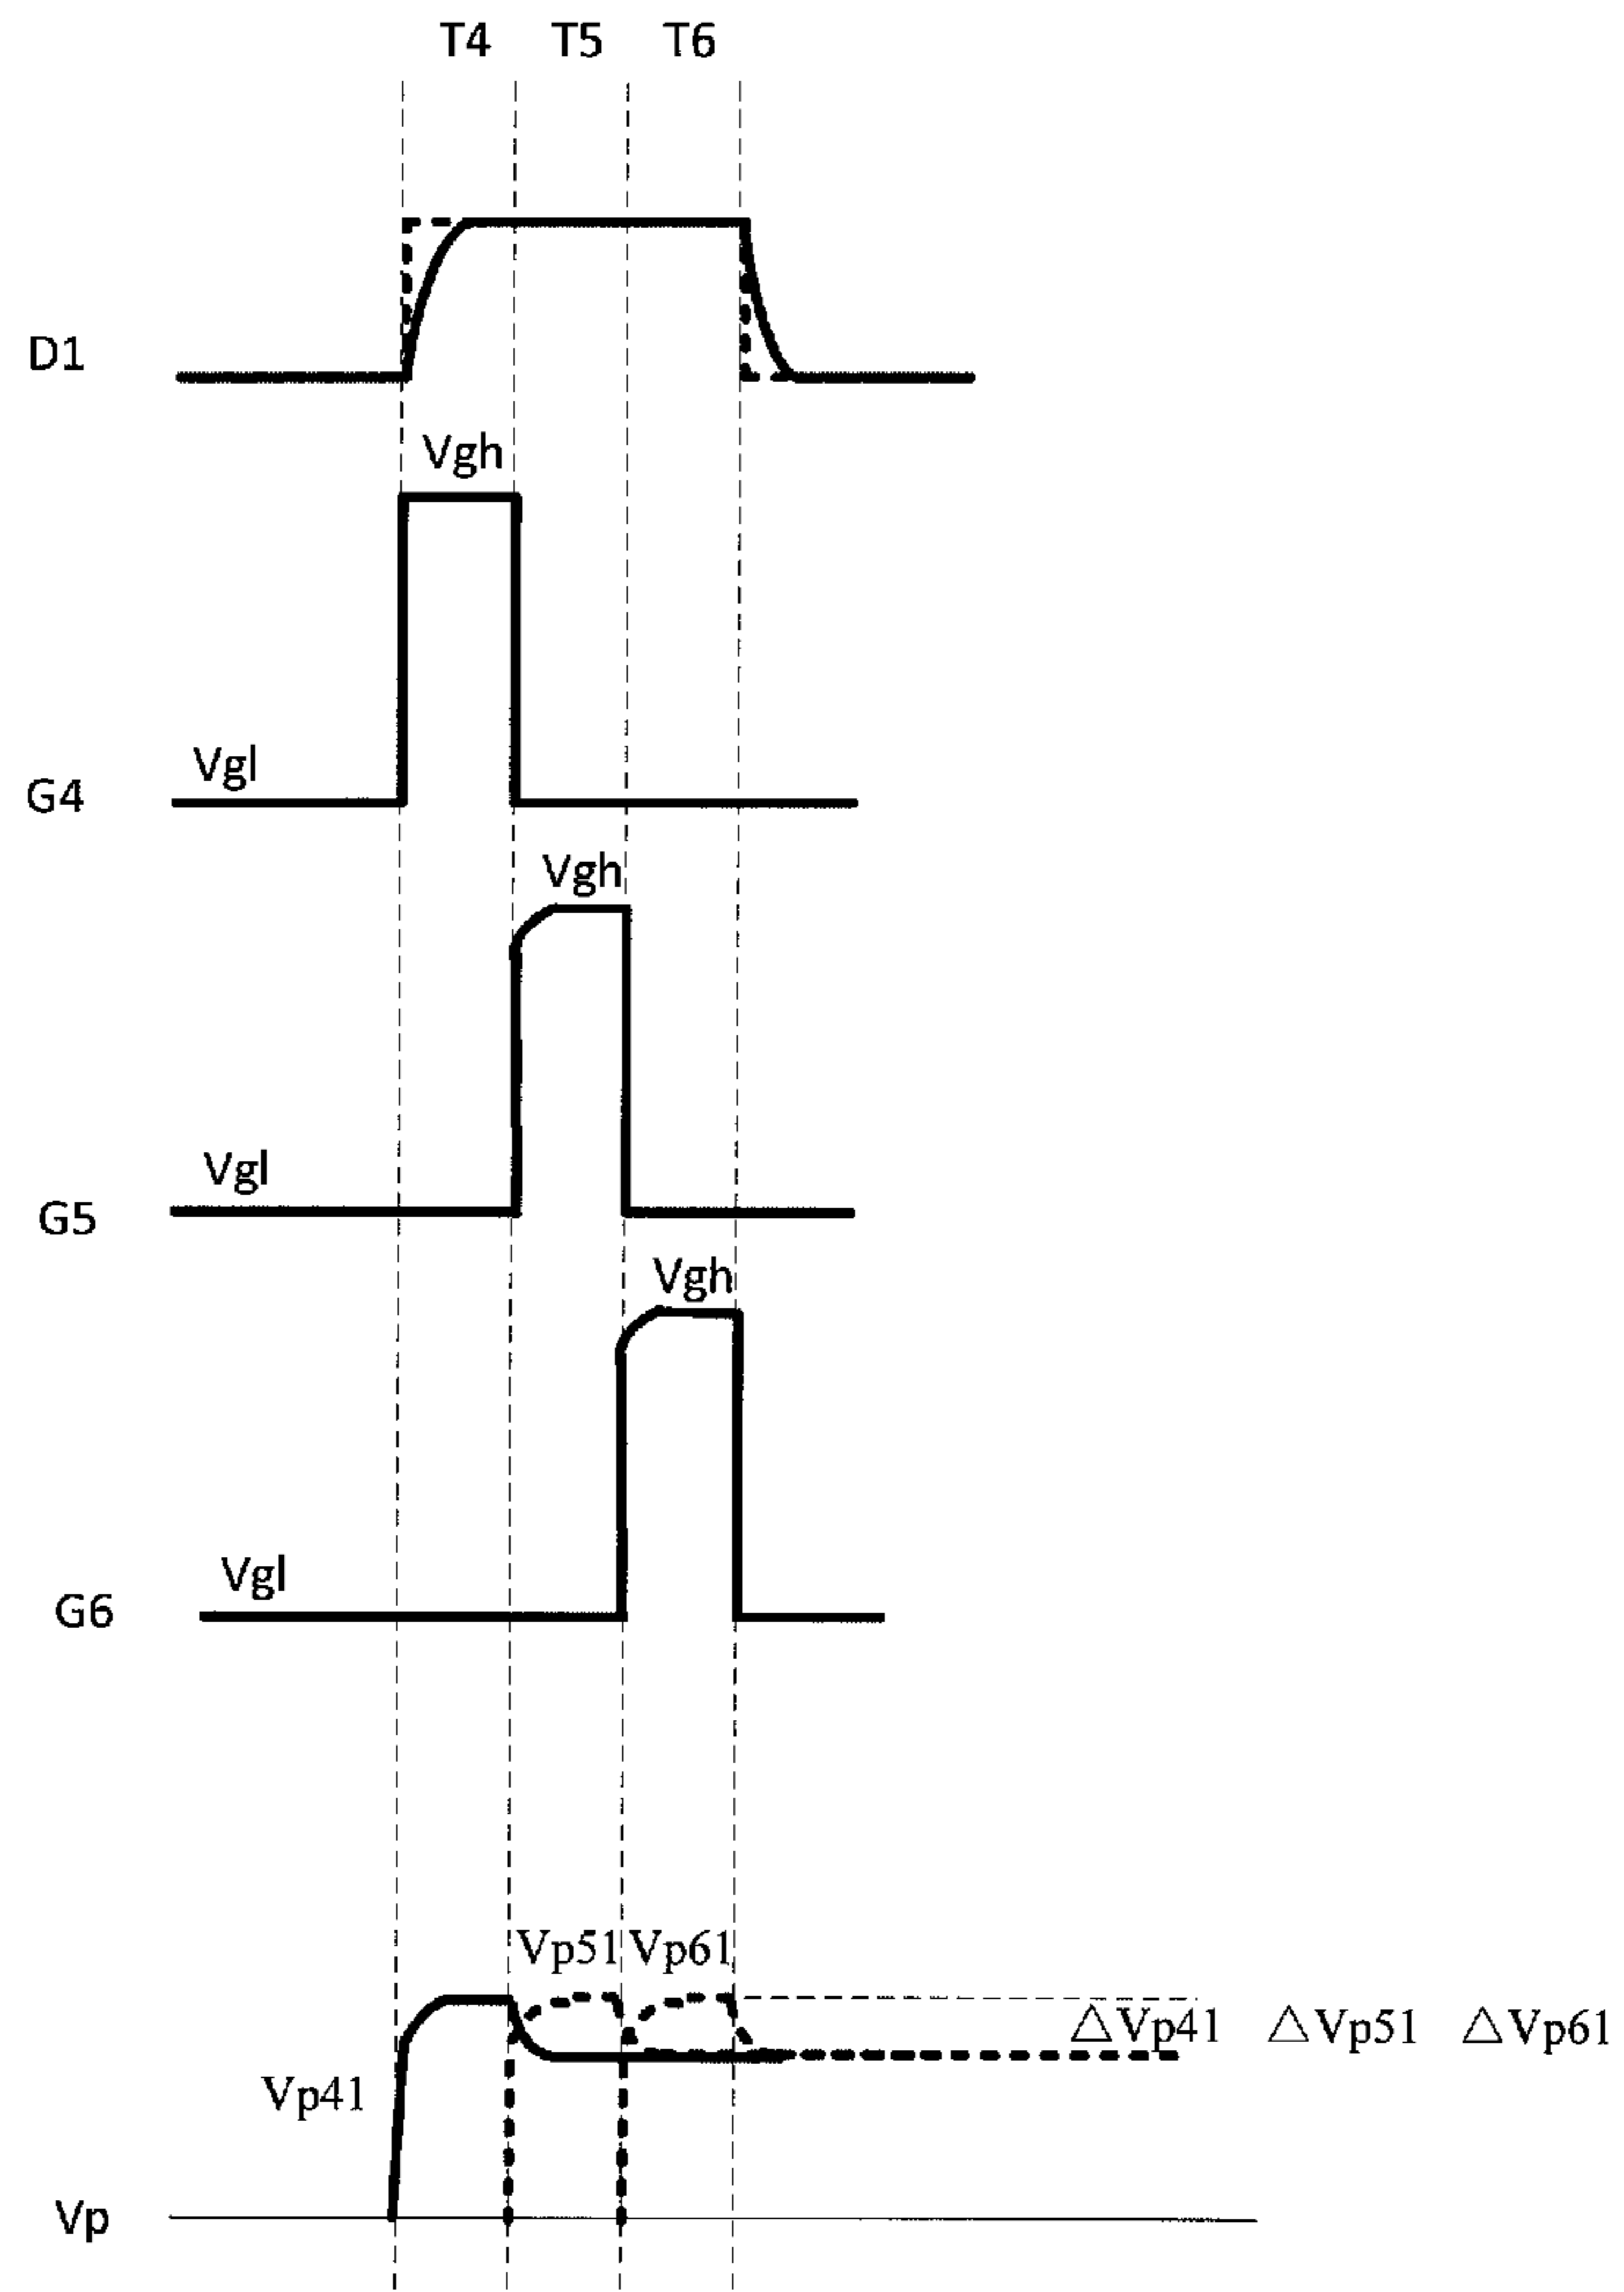 T4 T5 T6
D1
Vgh
Vgl
G4
Vgh
Vgl
G5
Vgh
Vgl
G6
Vp51 Vp61
△Vp41 △Vp51 △Vp61
Vp41
Vp